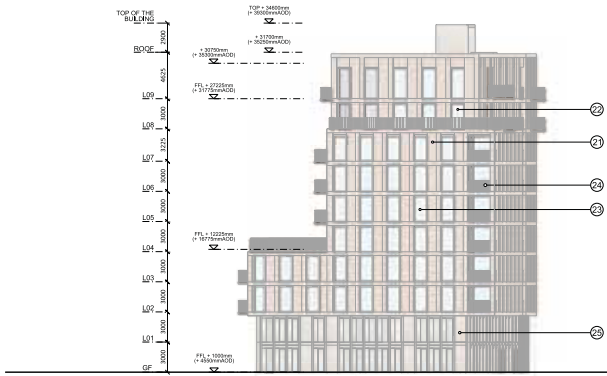 TOP OF THE
BUILDING
2900
ROOF
4625
L09
3000
L08
3225
L07
3000
L06
3000
L05
3000
L04
3000
L03
3000
L02
3000
L01
3000
GF
TOP + 34600mm
(+ 39300mmAOD)
+ 31700mm
(+ 35250mmAOD)
+ 30750mm
(+ 35300mmAOD)
FFL + 27225mm
(+ 31775mmAOD)
FFL + 12225mm
(+ 16775mmAOD)
FFL + 1000mm
(+ 4550mmAOD)
22
21
24
23
25